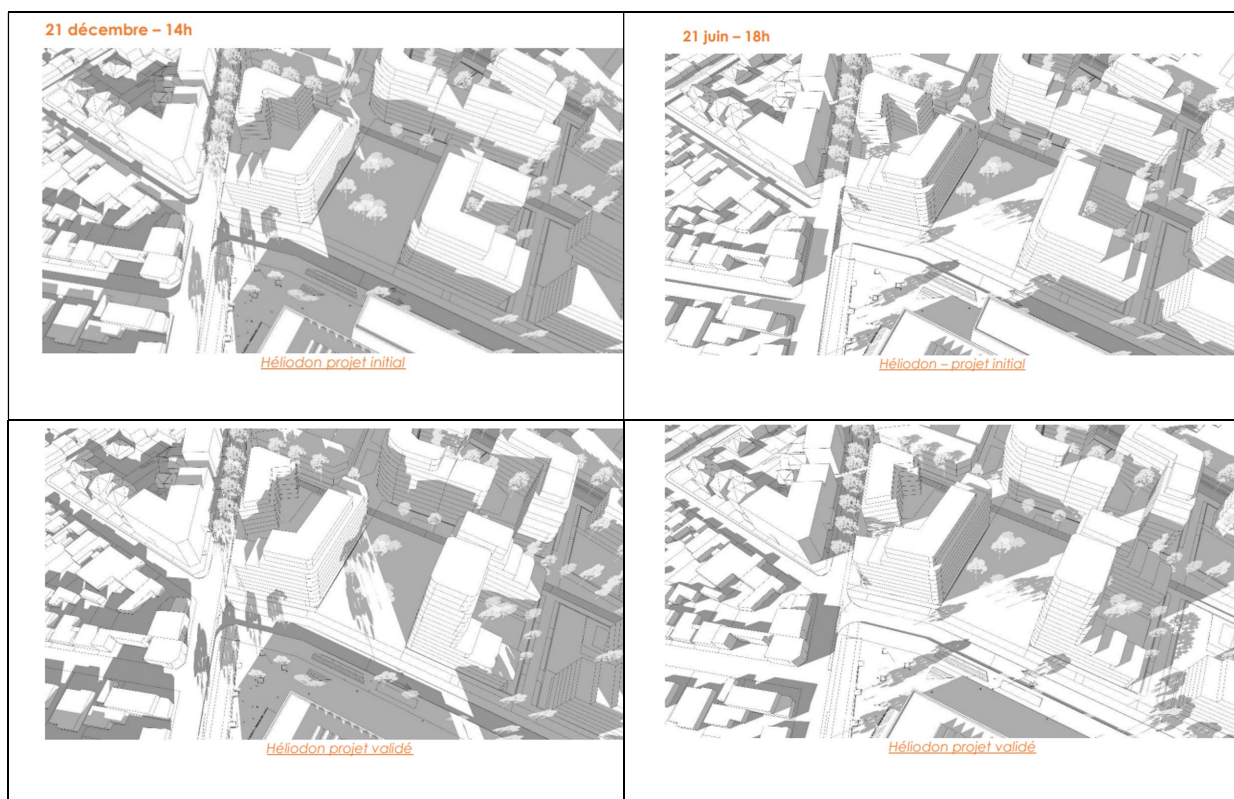 21 décembre – 14h
21 juin – 18h
Héliodon projet initial
Héliodon – projet initial
Héliodon projet validé
Héliodon projet validé